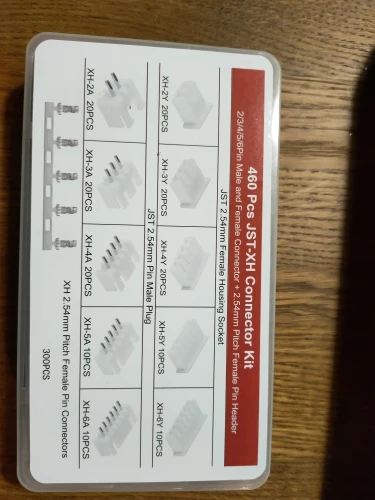 460 Pcs JST-XH Connector Kit
2/3/4/5/6Pin Male and Female Connector + 2.54mm Pitch Female Pin Header
JST 2.54mm Female Housing Socket
XH-2Y 20PCS
XH-3Y 20PCS
XH-4Y 20PCS
XH-5Y 10PCS
XH-6Y 10PCS
JST 2.54mm Pin Male Plug
XH-2A 20PCS
XH-3A 20PCS
XH-4A 20PCS
XH-5A 10PCS
XH-6A 10PCS
XH 2.54mm Pitch Female Pin Connectors
300PCS